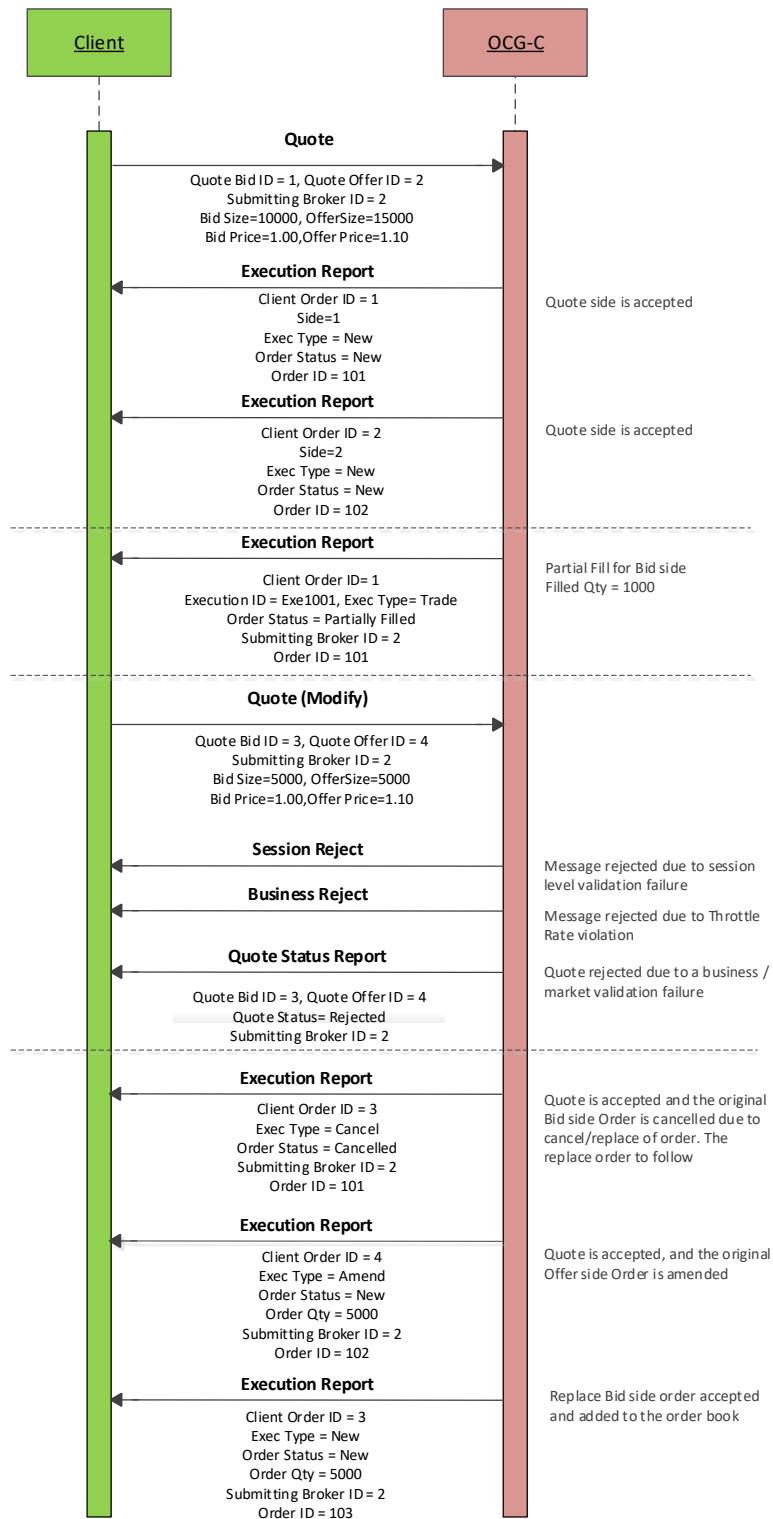 Client
OCG-C
Quote
Quote Bid ID = 1, Quote Offer ID = 2
Submitting Broker ID = 2
Bid Size=10000, OfferSize=15000
Bid Price=1.00,Offer Price=1.10
Execution Report
Client Order ID = 1
Side=1
Exec Type = New
Order Status = New
Order ID = 101
Quote side is accepted
Execution Report
Client Order ID = 2
Side=2
Exec Type = New
Order Status = New
Order ID = 102
Quote side is accepted
Execution Report
Client Order ID= 1
Execution ID = Exe1001, Exec Type= Trade
Order Status = Partially Filled
Submitting Broker ID = 2
Order ID = 101
Partial Fill for Bid side
Filled Qty = 1000
Quote (Modify)
Quote Bid ID = 3, Quote Offer ID = 4
Submitting Broker ID = 2
Bid Size=5000, OfferSize=5000
Bid Price=1.00,Offer Price=1.10
Session Reject
Message rejected due to session
level validation failure
Business Reject
Message rejected due to Throttle
Rate violation
Quote Status Report
Quote Bid ID = 3, Quote Offer ID = 4
Quote Status= Rejected
Submitting Broker ID = 2
Quote rejected due to a business /
market validation failure
Execution Report
Client Order ID = 3
Exec Type = Cancel
Order Status = Cancelled
Submitting Broker ID = 2
Order ID = 101
Quote is accepted and the original
Bid side Order is cancelled due to
cancel/replace of order. The
replace order to follow
Execution Report
Client Order ID = 4
Exec Type = Amend
Order Status = New
Order Qty = 5000
Submitting Broker ID = 2
Order ID = 102
Quote is accepted, and the original
Offer side Order is amended
Execution Report
Client Order ID = 3
Exec Type = New
Order Status = New
Order Qty = 5000
Submitting Broker ID = 2
Order ID = 103
Replace Bid side order accepted
and added to the order book